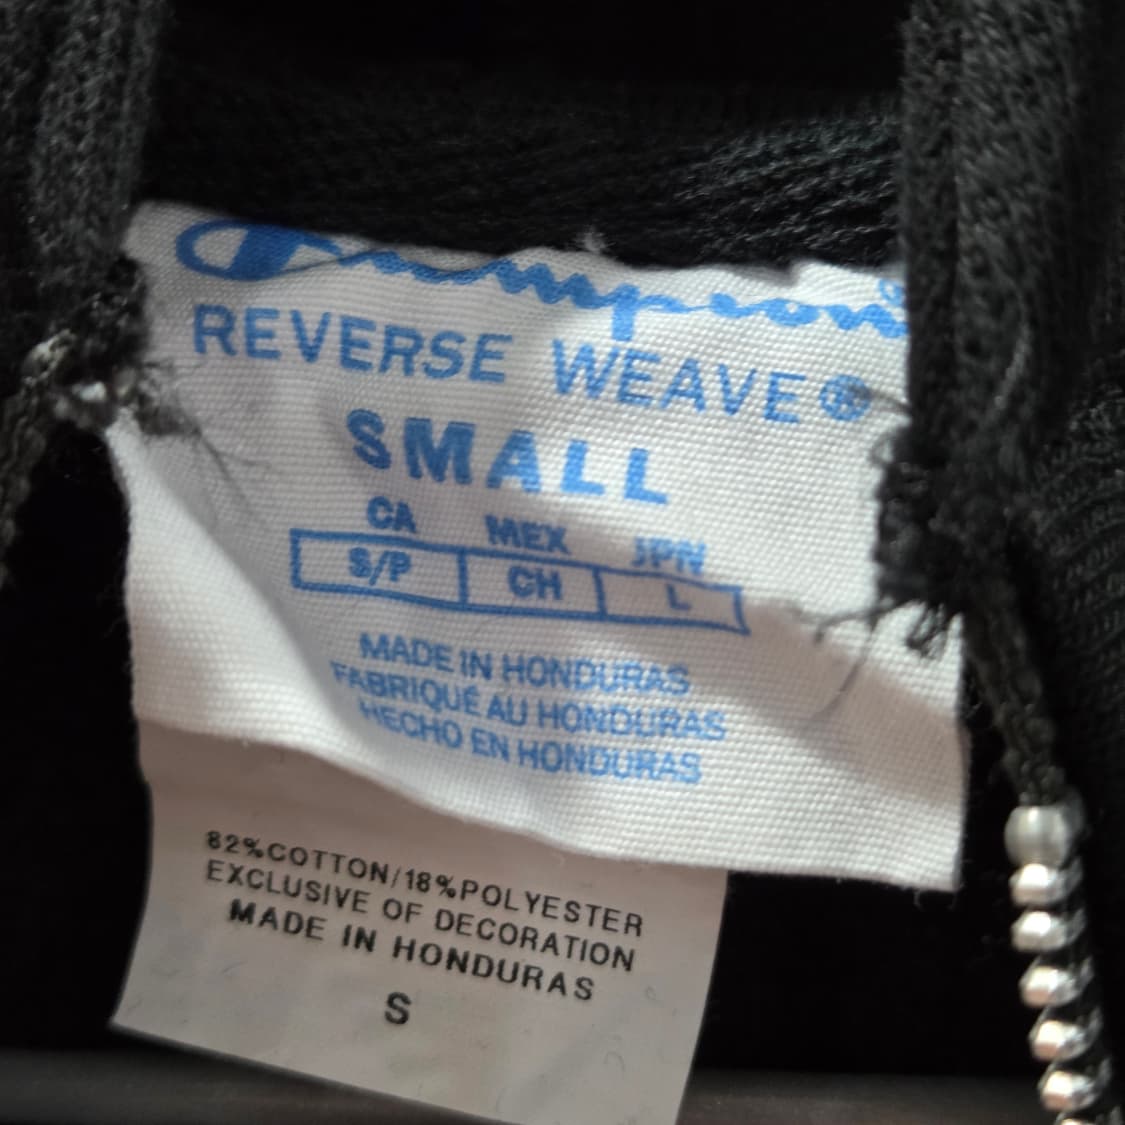 Champion®
REVERSE WEAVE®
SMALL
CA MEX JPN
S/P CH L
MADE IN HONDURAS
FABRIQUÉ AU HONDURAS
HECHO EN HONDURAS
82%COTTON/18%POLYESTER
EXCLUSIVE OF DECORATION
MADE IN HONDURAS
S